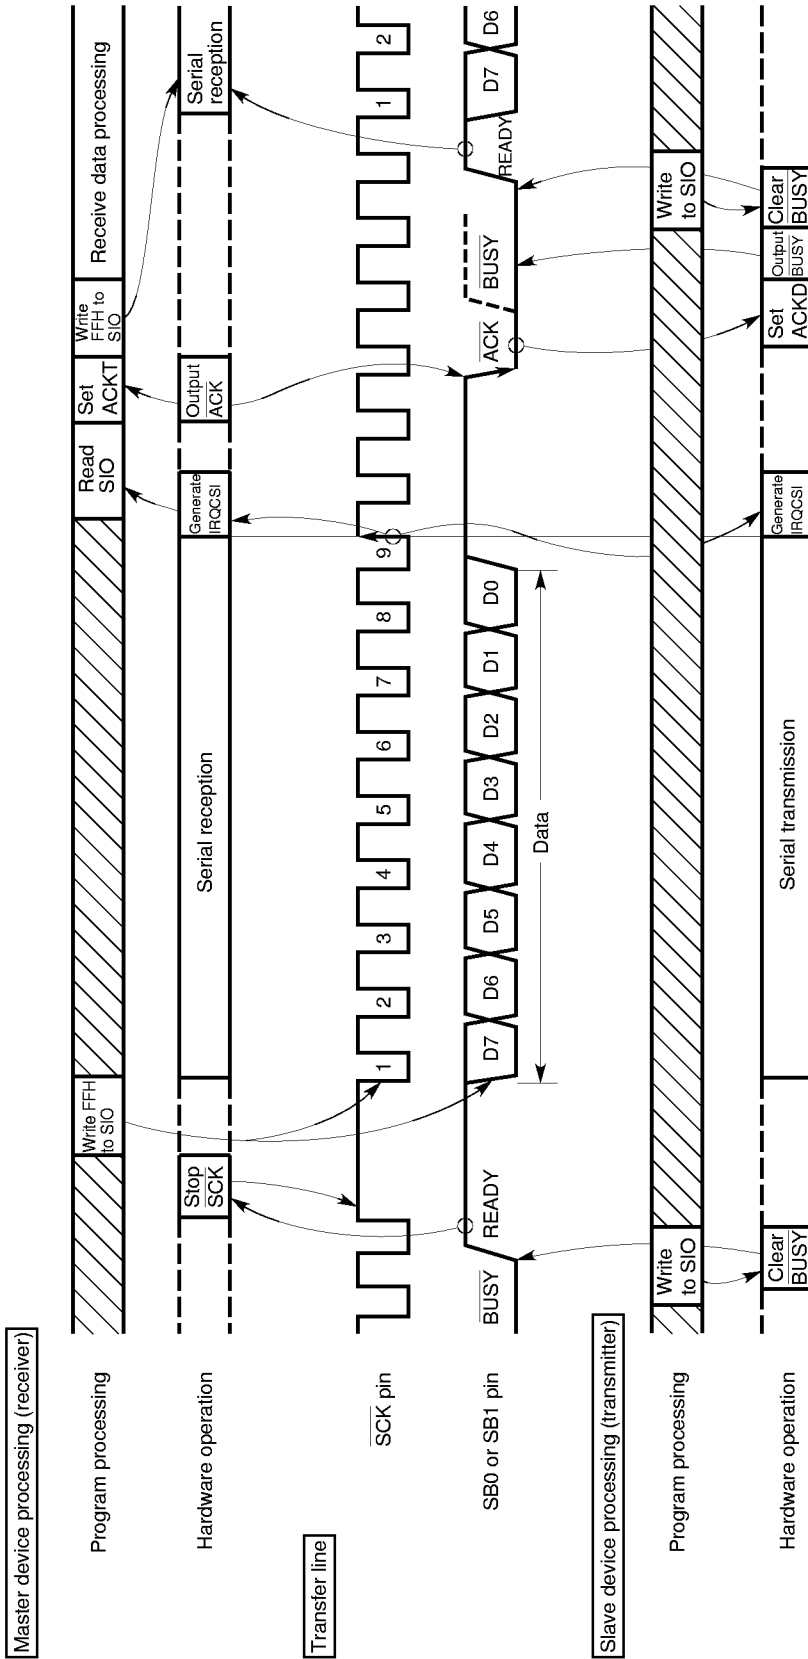 Master device processing (receiver)
Program processing
Write FFH
to SIO
Read
SIO
Set
ACKT
Write
FFH to
SIO
Receive data processing
Hardware operation
Stop
SCK
Serial reception
Generate
IRQCSI
Output
ACK
Serial
reception
Transfer line
SCK pin
1 2 3 4 5 6 7 8 9 1 2
SB0 or SB1 pin
BUSY READY D7 D6 D5 D4 D3 D2 D1 D0 ACK BUSY READY D7 D6
Data
Slave device processing (transmitter)
Program processing
Write
to SIO
Write
to SIO
Hardware operation
Clear
BUSY
Serial transmission
Generate
IRQCSI
Set
ACKD
Output
BUSY
Clear
BUSY